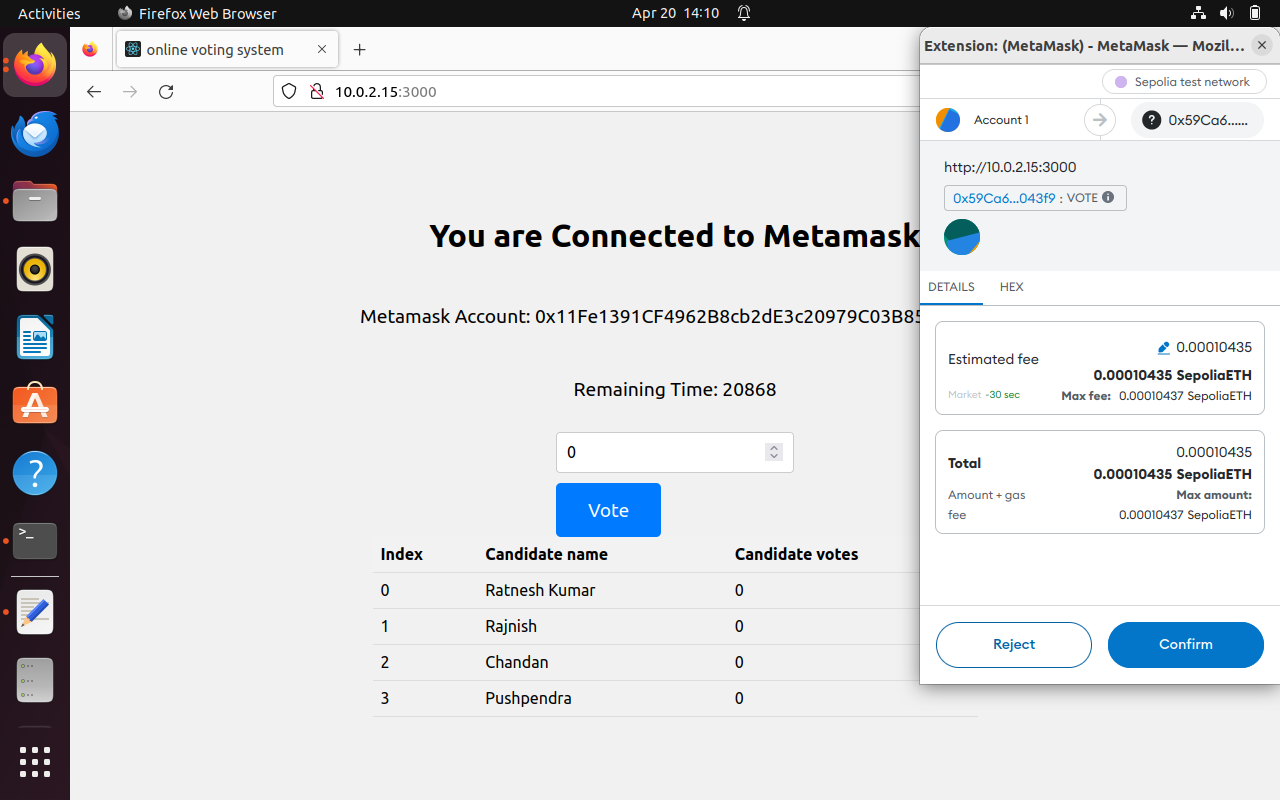 Activities
Firefox Web Browser
Apr 20 14:10
online voting system
10.0.2.15:3000
You are Connected to Metamask
Metamask Account: 0x11Fe1391CF4962B8cb2dE3c20979C03B85
Remaining Time: 20868
0
Vote
Index Candidate name Candidate votes
0 Ratnesh Kumar 0
1 Rajnish 0
2 Chandan 0
3 Pushpendra 0
Extension: (MetaMask) - MetaMask — Mozil...
Sepolia test network
Account 1
0x59Ca6......
http://10.0.2.15:3000
0x59Ca6...043f9 : VOTE
DETAILS HEX
0.00010435
Estimated fee
0.00010435 SepoliaETH
Market ~30 sec Max fee: 0.00010437 SepoliaETH
0.00010435
Total
0.00010435 SepoliaETH
Amount + gas Max amount:
fee 0.00010437 SepoliaETH
Reject Confirm